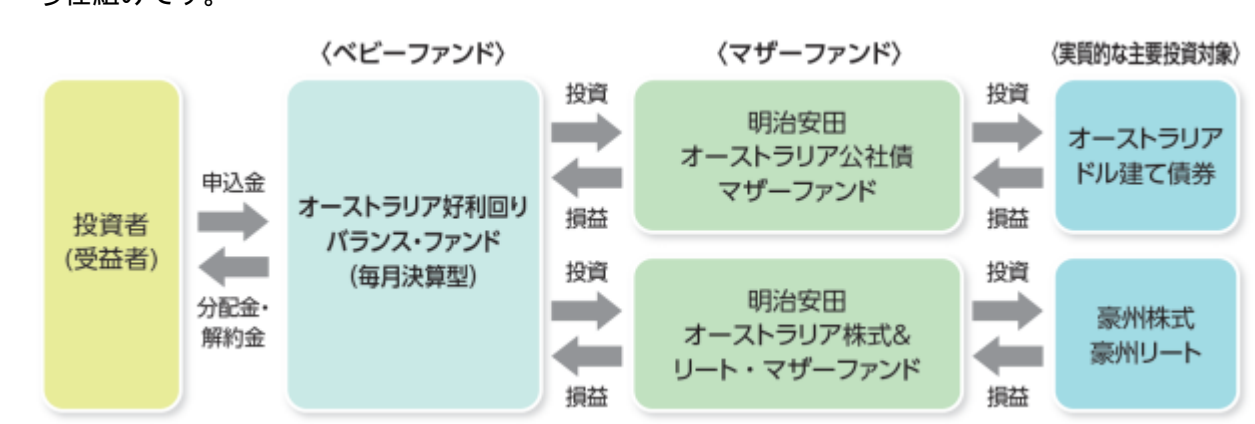 う仕組みです。
〈ベビーファンド〉
〈マザーファンド〉
〈実質的な主要投資対象〉
投資者
(受益者)
申込金
分配金・
解約金
オーストラリア好利回り
バランス・ファンド
(毎月決算型)
投資
損益
明治安田
オーストラリア公社債
マザーファンド
投資
損益
オーストラリア
ドル建て債券
投資
損益
明治安田
オーストラリア株式&
リート・マザーファンド
投資
損益
豪州株式
豪州リート